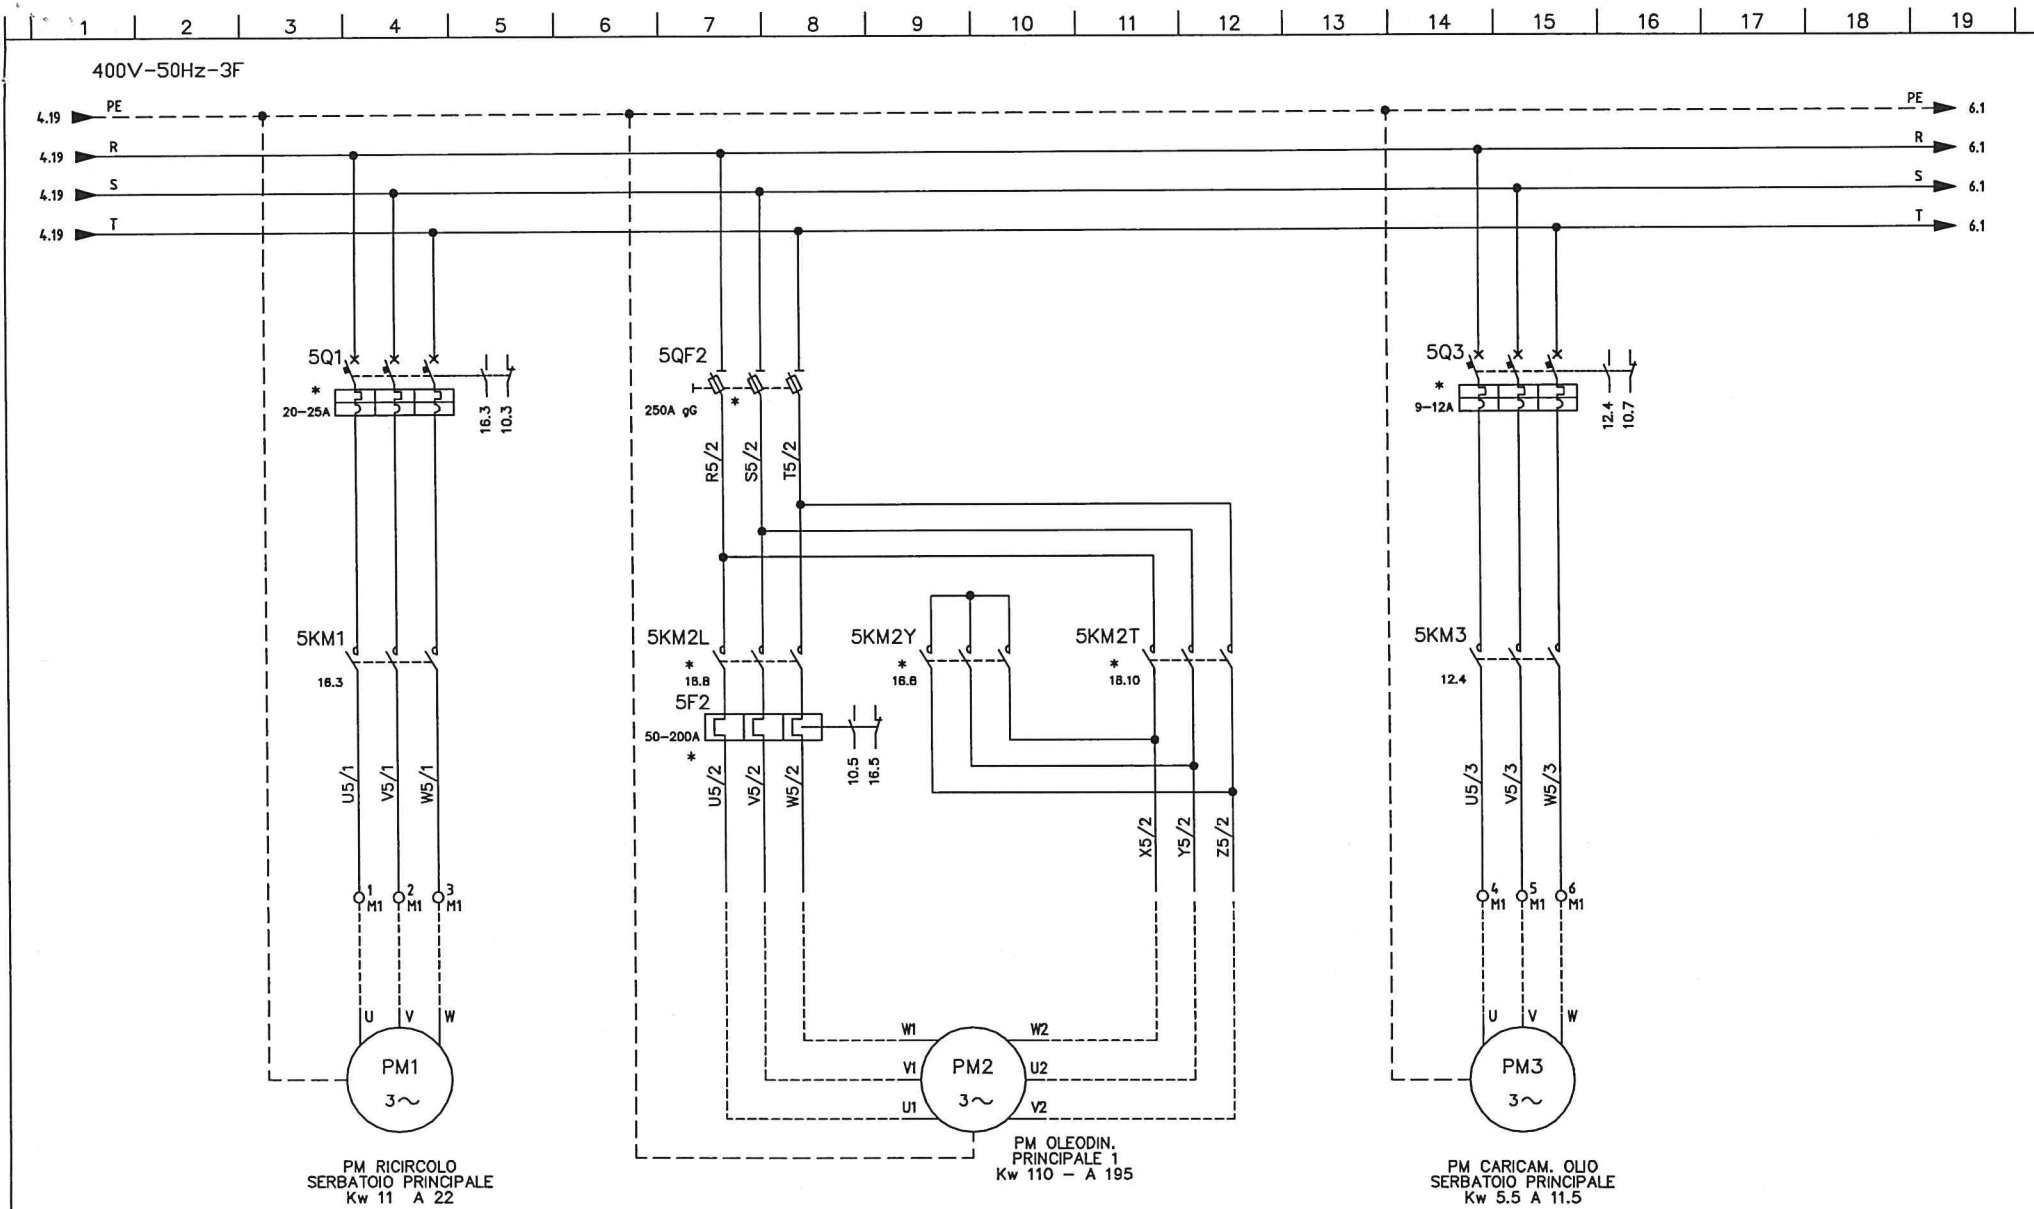 1 2 3 4 5 6 7 8 9 10 11 12 13 14 15 16 17 18 19
400V-50Hz-3F
4.19 PE PE 6.1
4.19 R R 6.1
4.19 S S 6.1
4.19 T T 6.1
5Q1
*
20-25A
16.3
10.3
5QF2
250A gG
*
5Q3
*
9-12A
12.4
10.7
R5/2
S5/2
T5/2
5KM1
16.3
5KM2L
*
16.8
5KM2Y
*
16.6
5KM2T
*
16.10
5KM3
12.4
5F2
50-200A
*
10.5
16.5
U5/1
V5/1
W5/1
U5/2
V5/2
W5/2
X5/2
Y5/2
Z5/2
U5/3
V5/3
W5/3
1 2 3
M1 M1 M1
4 5 6
M1 M1 M1
U V W
PM1
3~
W1 W2
V1 PM2 U2
3~
U1 V2
U V W
PM3
3~
PM RICIRCOLO
SERBATOIO PRINCIPALE
Kw 11 A 22
PM OLEODIN.
PRINCIPALE 1
Kw 110 - A 195
PM CARICAM. OLIO
SERBATOIO PRINCIPALE
Kw 5.5 A 11.5